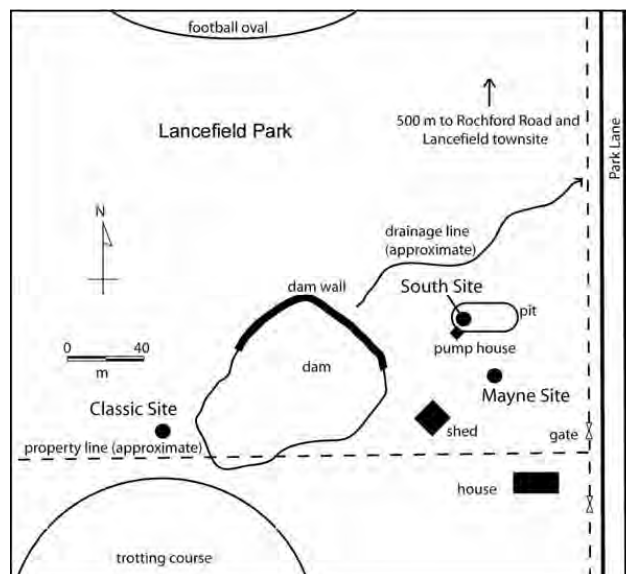 football oval
Lancefield Park
500 m to Rochford Road and
Lancefield townsite
Park Lane
N
drainage line
(approximate)
dam wall
South Site
pit
pump house
0 40
m
dam
Mayne Site
Classic Site
shed
gate
property line (approximate)
house
trotting course